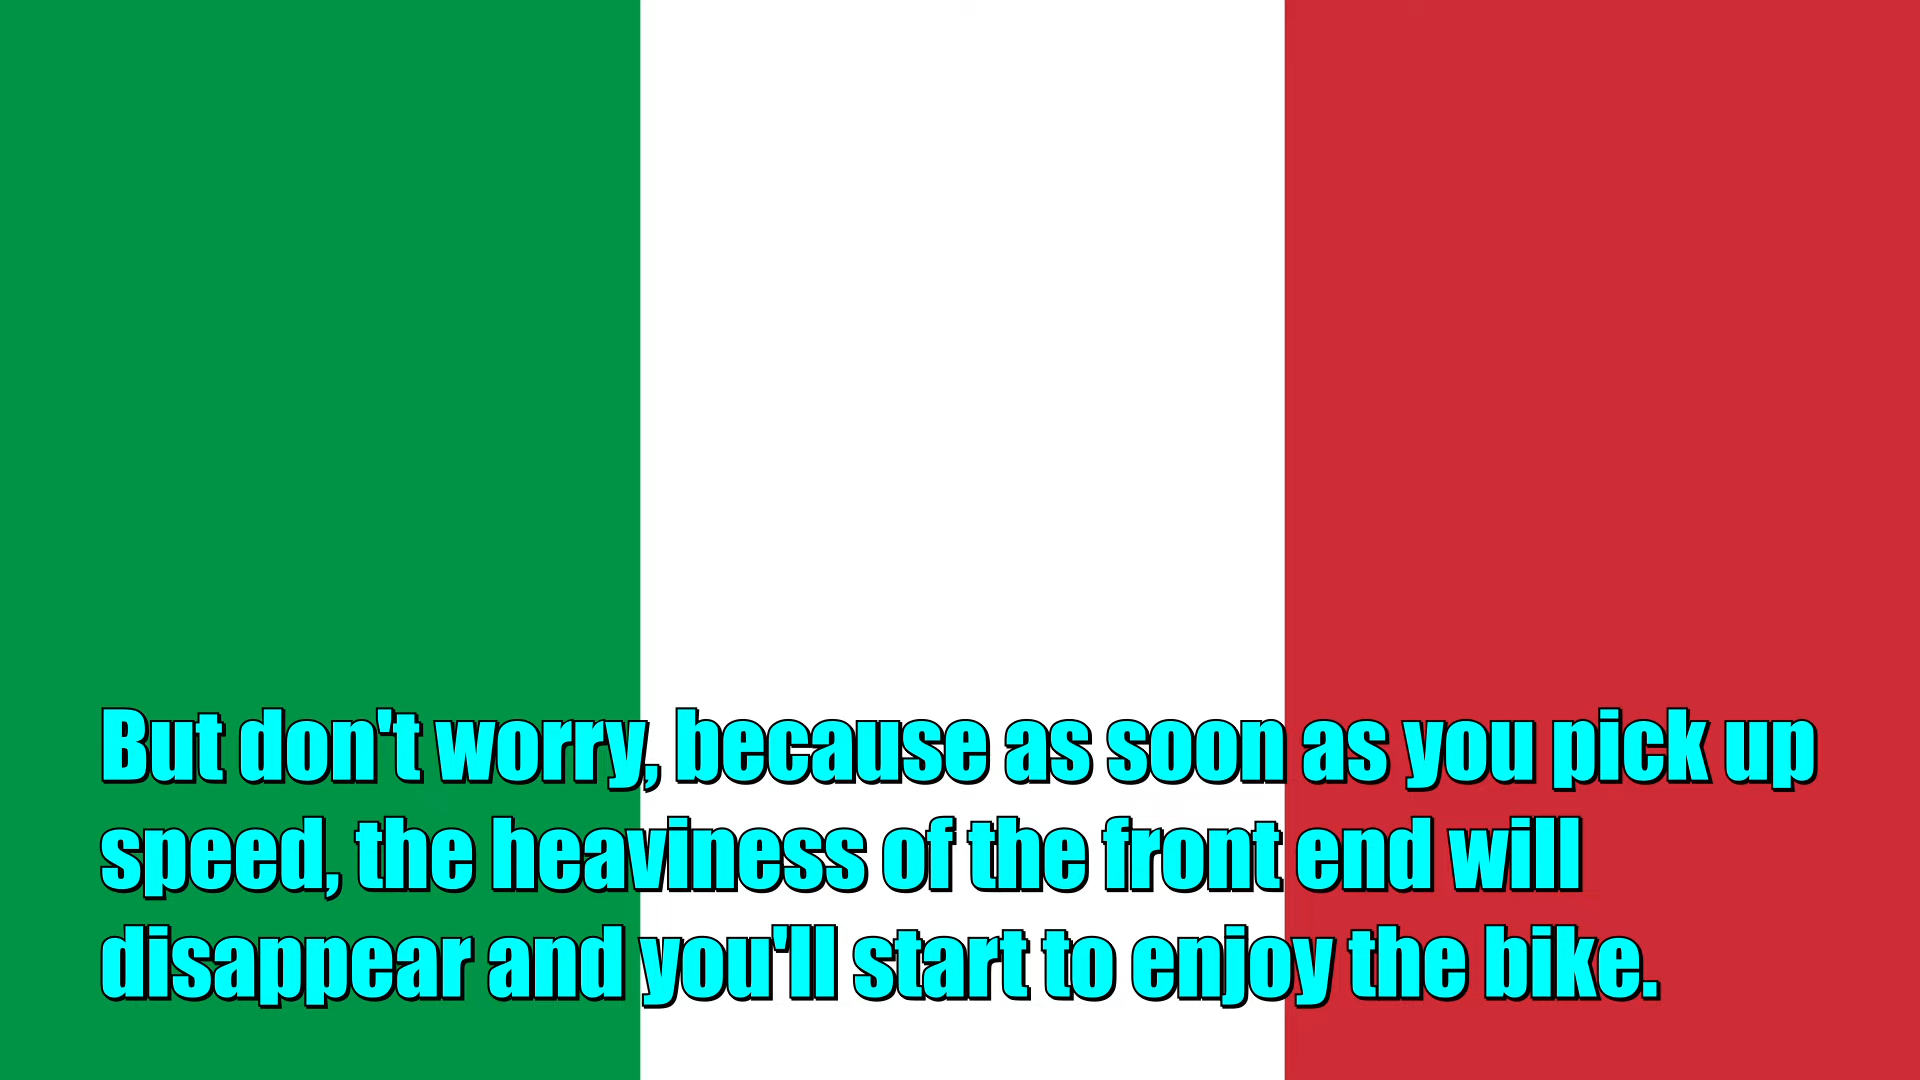 But don't worry, because as soon as you pick up
speed, the heaviness of the front end will
disappear and you'll start to enjoy the bike.